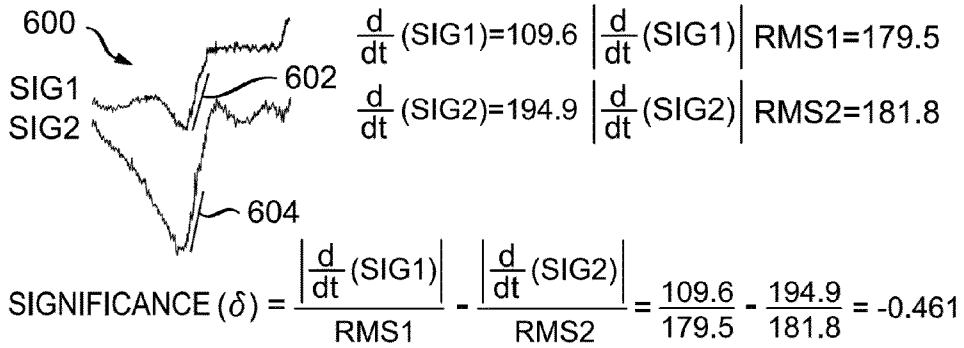 600
SIG1
SIG2
602
604
d/dt (SIG1)=109.6 |d/dt (SIG1)| RMS1=179.5
d/dt (SIG2)=194.9 |d/dt (SIG2)| RMS2=181.8
SIGNIFICANCE (δ) = |d/dt (SIG1)|/RMS1 - |d/dt (SIG2)|/RMS2 = 109.6/179.5 - 194.9/181.8 = -0.461